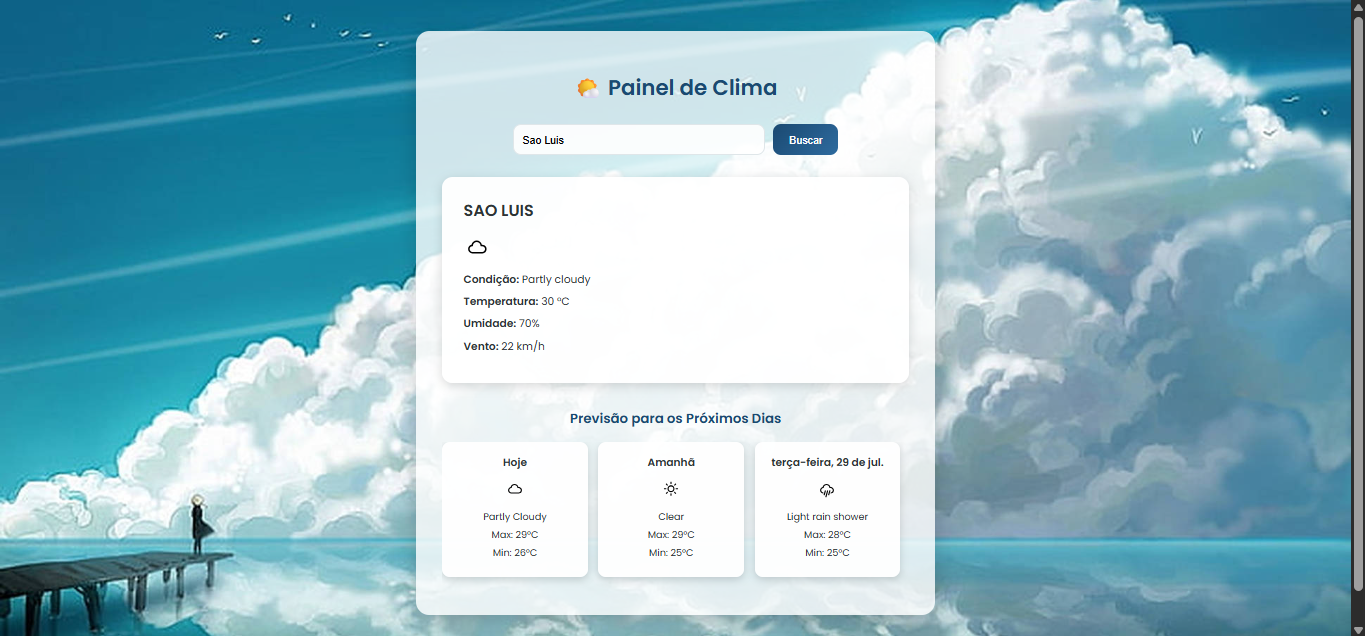 Painel de Clima
Sao Luis
Buscar
SAO LUIS
Condição: Partly cloudy
Temperatura: 30 °C
Umidade: 70%
Vento: 22 km/h
Previsão para os Próximos Dias
Hoje
Partly Cloudy
Max: 29°C
Min: 26°C
Amanhã
Clear
Max: 29°C
Min: 25°C
terça-feira, 29 de jul.
Light rain shower
Max: 28°C
Min: 25°C